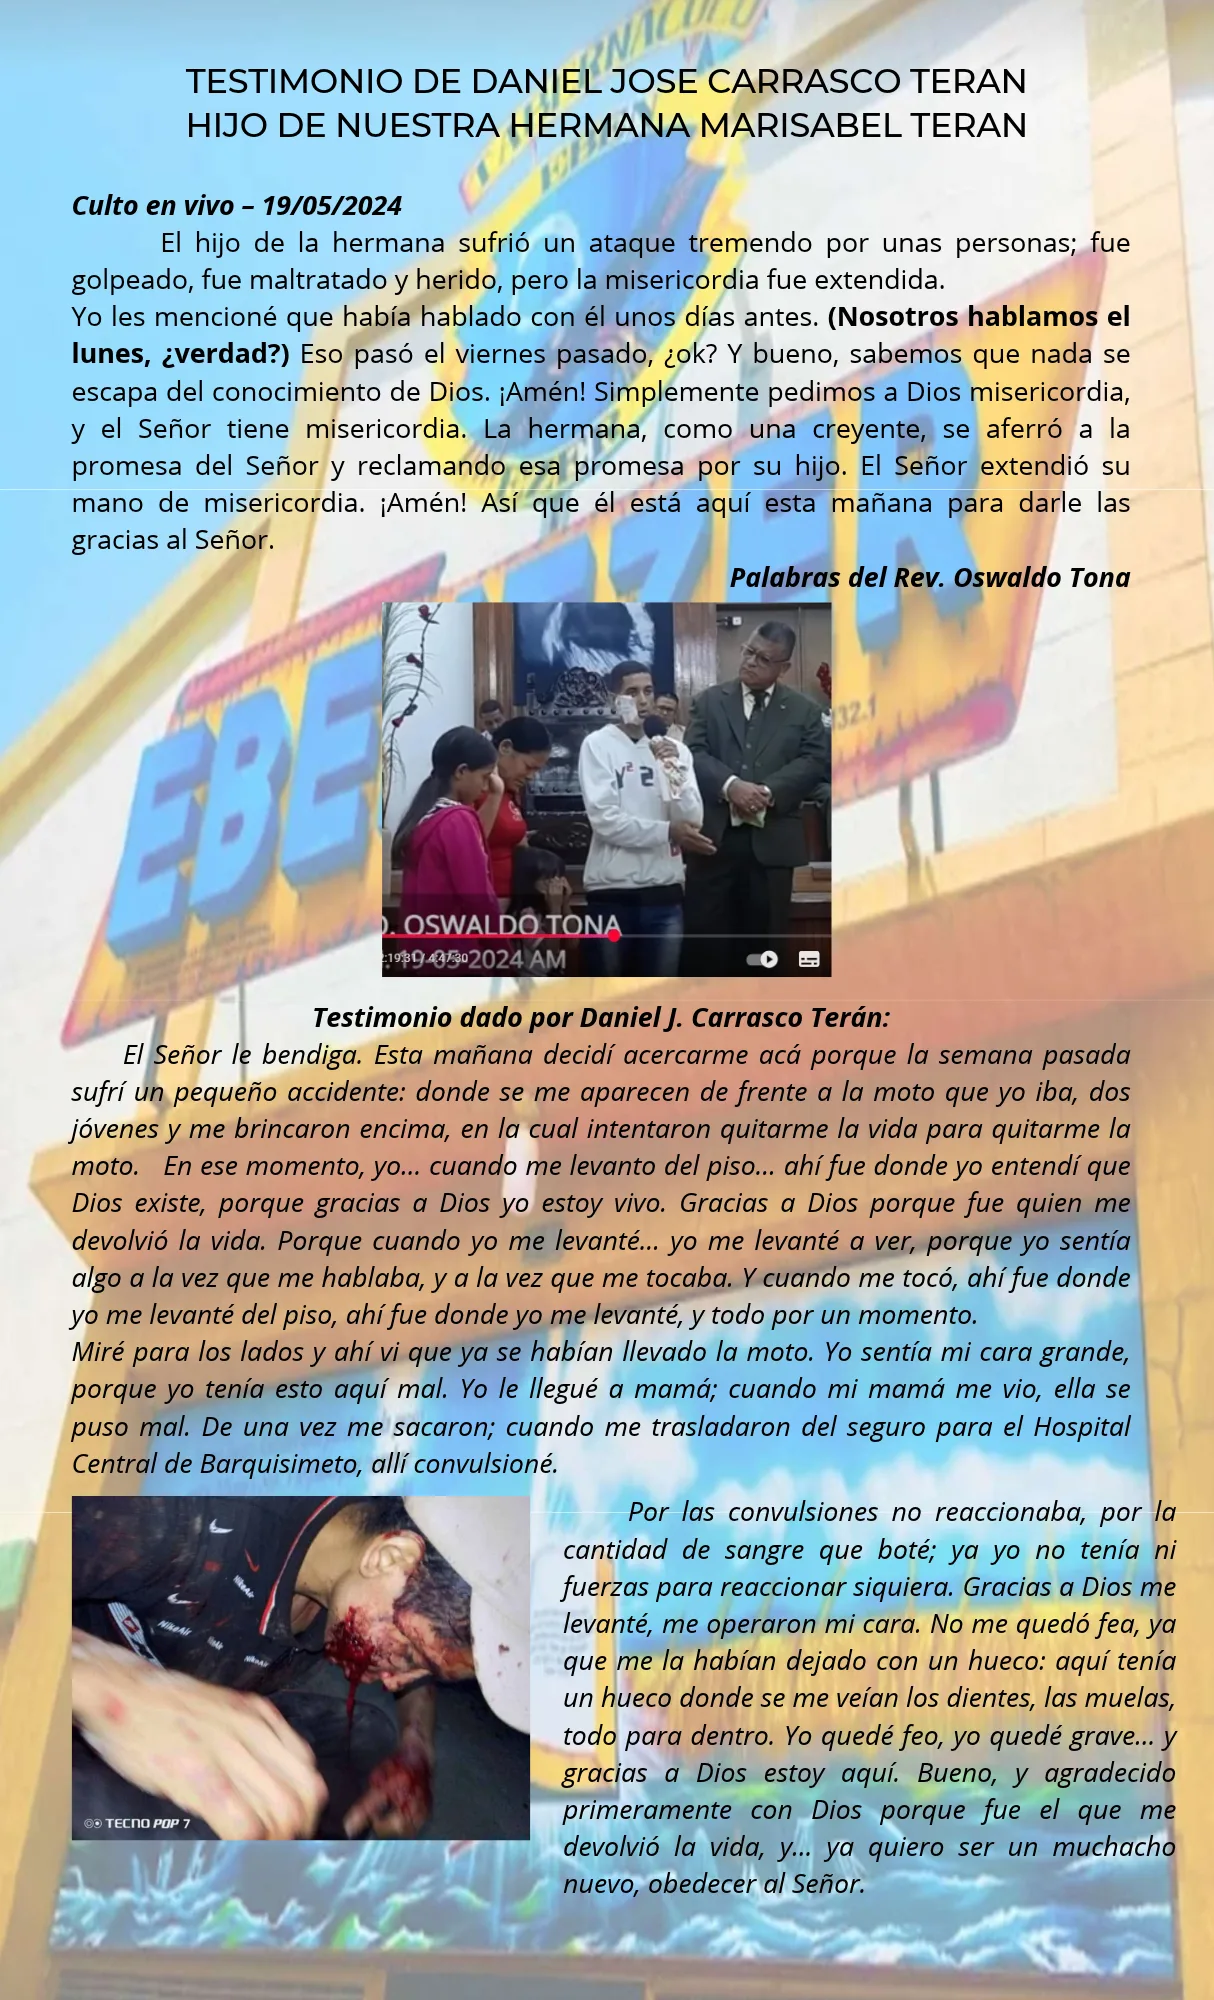 TABERNÁCULO
TESTIMONIO DE DANIEL JOSE CARRASCO TERAN
HIJO DE NUESTRA HERMANA MARISABEL TERAN
Culto en vivo – 19/05/2024
El hijo de la hermana sufrió un ataque tremendo por unas personas; fue
golpeado, fue maltratado y herido, pero la misericordia fue extendida.
Yo les mencioné que había hablado con él unos días antes. (Nosotros hablamos el
lunes, ¿verdad?) Eso pasó el viernes pasado, ¿ok? Y bueno, sabemos que nada se
escapa del conocimiento de Dios. ¡Amén! Simplemente pedimos a Dios misericordia,
y el Señor tiene misericordia. La hermana, como una creyente, se aferró a la
promesa del Señor y reclamando esa promesa por su hijo. El Señor extendió su
mano de misericordia. ¡Amén! Así que él está aquí esta mañana para darle las
gracias al Señor.
Palabras del Rev. Oswaldo Tona
EBE EZER
32.1
Y² 2
O. OSWALDO TONA
2:19:31 / 4:47:30
: 19-05-2024 AM
Testimonio dado por Daniel J. Carrasco Terán:
El Señor le bendiga. Esta mañana decidí acercarme acá porque la semana pasada
sufrí un pequeño accidente: donde se me aparecen de frente a la moto que yo iba, dos
jóvenes y me brincaron encima, en la cual intentaron quitarme la vida para quitarme la
moto. En ese momento, yo... cuando me levanto del piso... ahí fue donde yo entendí que
Dios existe, porque gracias a Dios yo estoy vivo. Gracias a Dios porque fue quien me
devolvió la vida. Porque cuando yo me levanté... yo me levanté a ver, porque yo sentía
algo a la vez que me hablaba, y a la vez que me tocaba. Y cuando me tocó, ahí fue donde
yo me levanté del piso, ahí fue donde yo me levanté, y todo por un momento.
Miré para los lados y ahí vi que ya se habían llevado la moto. Yo sentía mi cara grande,
porque yo tenía esto aquí mal. Yo le llegué a mamá; cuando mi mamá me vio, ella se
puso mal. De una vez me sacaron; cuando me trasladaron del seguro para el Hospital
Central de Barquisimeto, allí convulsioné.
Por las convulsiones no reaccionaba, por la
cantidad de sangre que boté; ya yo no tenía ni
fuerzas para reaccionar siquiera. Gracias a Dios me
levanté, me operaron mi cara. No me quedó fea, ya
que me la habían dejado con un hueco: aquí tenía
un hueco donde se me veían los dientes, las muelas,
todo para dentro. Yo quedé feo, yo quedé grave... y
gracias a Dios estoy aquí. Bueno, y agradecido
primeramente con Dios porque fue el que me
devolvió la vida, y... ya quiero ser un muchacho
nuevo, obedecer al Señor.
NikeAir
NikeAir
NikeAir
TECNO POP 7